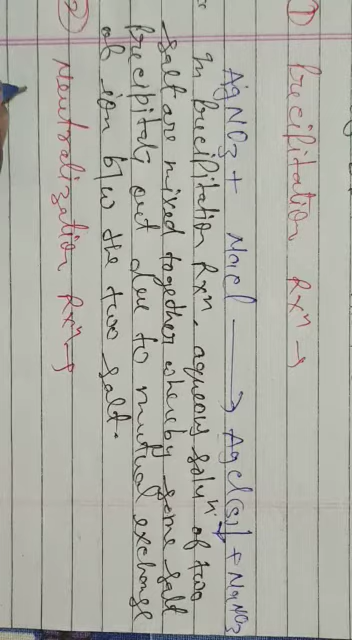 ① Precipitation Rxⁿ →
AgNO3 + Nacl ⟶ Agcl(s)↓ + NaNO3
In Precipitation Rxⁿ, aqueous soluⁿ of two
salt are mixed together whereby some salt
precipitates out due to mutual exchange
of ion b/w the two salt.
② Neutralization Rxⁿ →